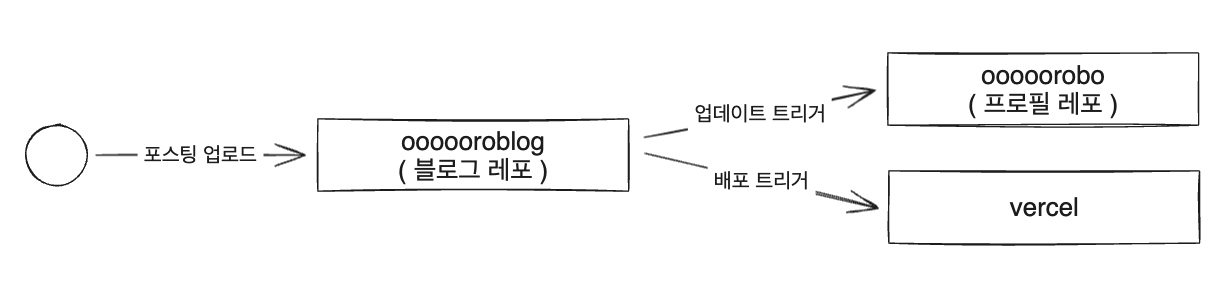 포스팅 업로드
oooooroblog
( 블로그 레포 )
업데이트 트리거
배포 트리거
ooooorobo
( 프로필 레포 )
vercel